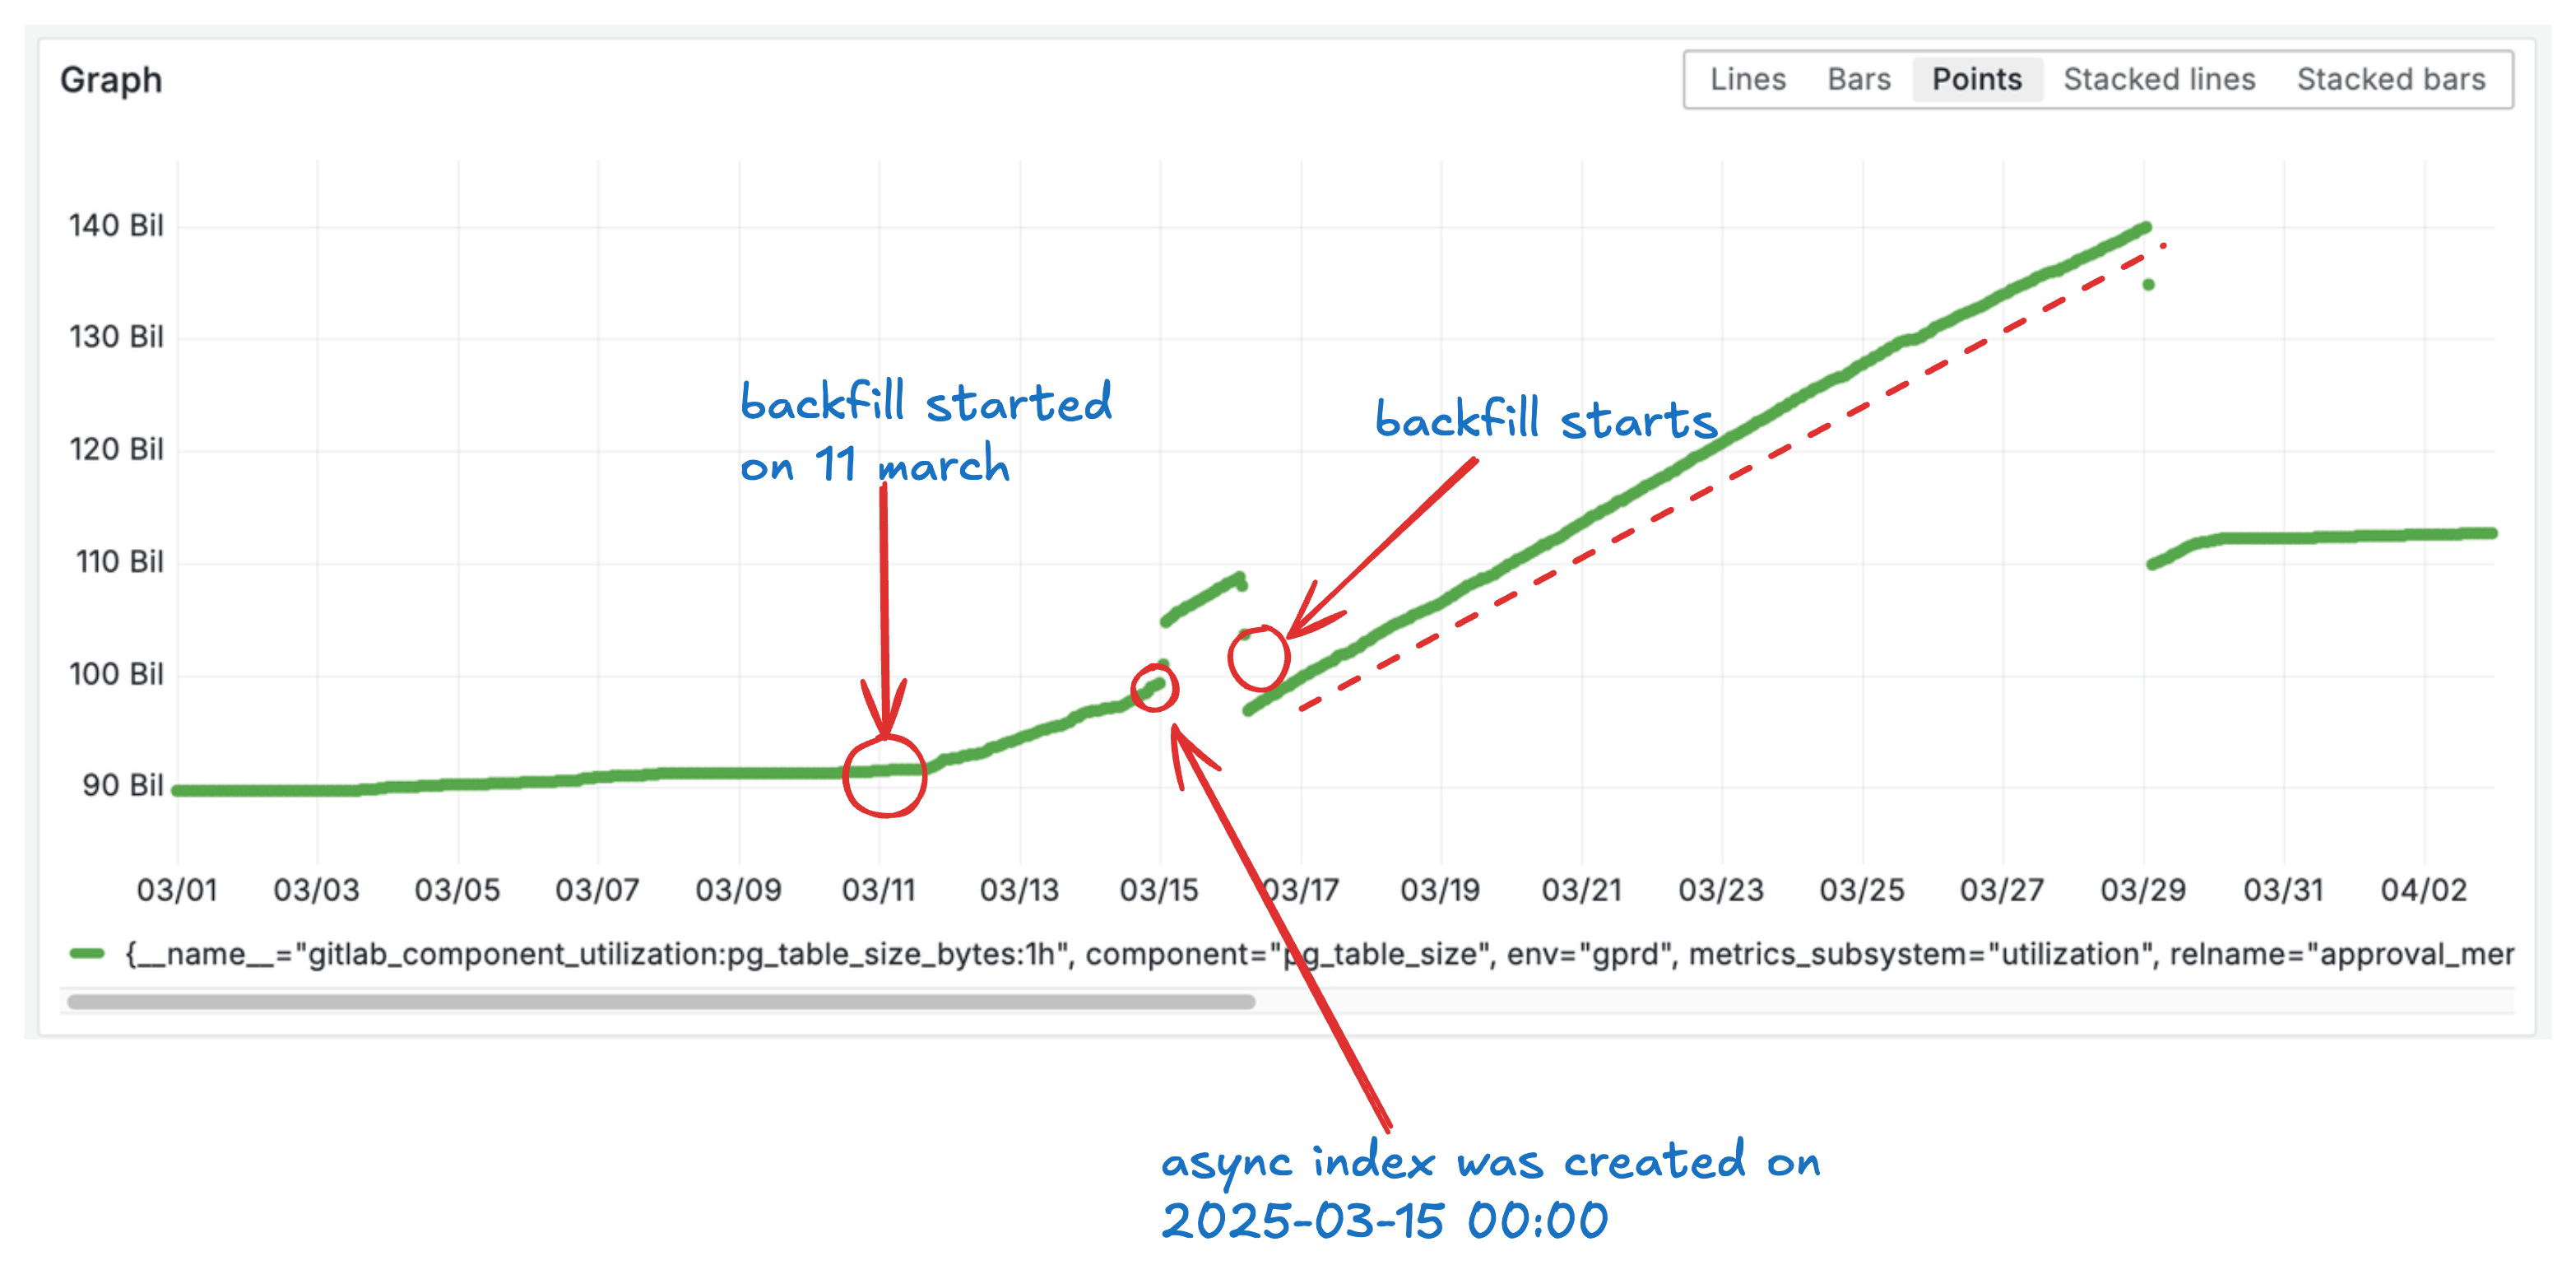 Graph
Lines Bars Points Stacked lines Stacked bars
140 Bil
130 Bil
120 Bil
110 Bil
100 Bil
90 Bil
backfill started
on 11 march
backfill starts
03/01 03/03 03/05 03/07 03/09 03/11 03/13 03/15 03/17 03/19 03/21 03/23 03/25 03/27 03/29 03/31 04/02
{__name__="gitlab_component_utilization:pg_table_size_bytes:1h", component="pg_table_size", env="gprd", metrics_subsystem="utilization", relname="approval_mer
async index was created on
2025-03-15 00:00